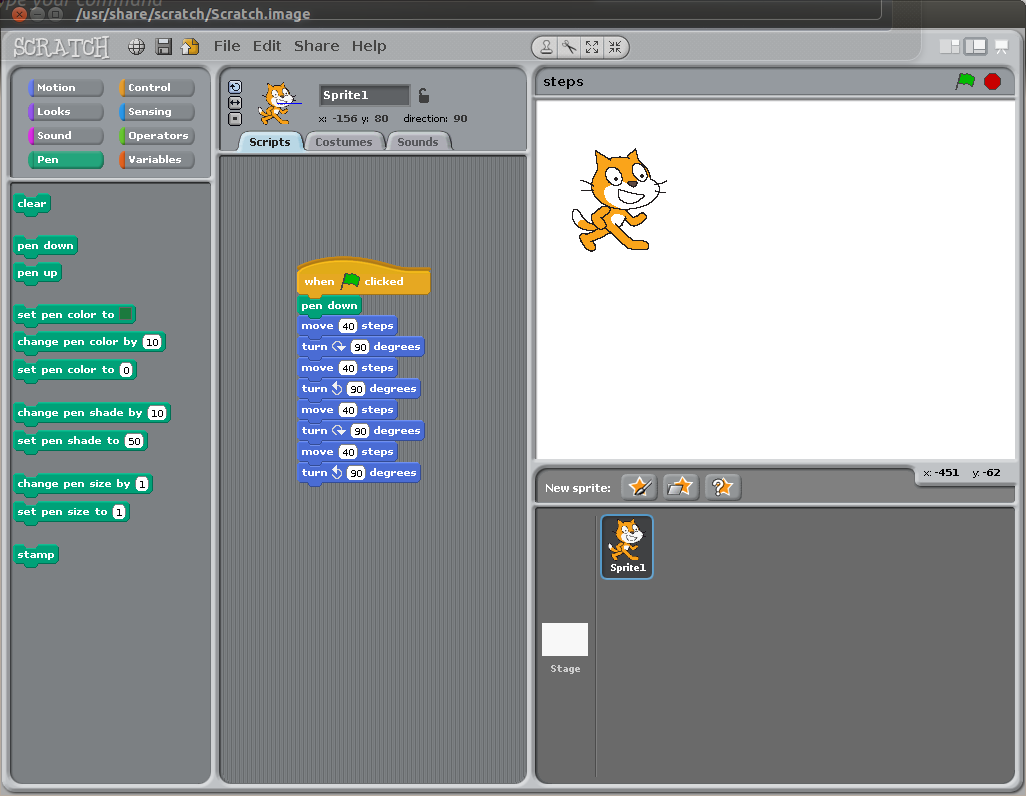 ype your command
/usr/share/scratch/Scratch.image
SCRATCH File Edit Share Help
Motion Control
Looks Sensing
Sound Operators
Pen Variables
clear
pen down
pen up
set pen color to
change pen color by 10
set pen color to 0
change pen shade by 10
set pen shade to 50
change pen size by 1
set pen size to 1
stamp
Sprite1
x: -156 y: 80 direction: 90
Scripts Costumes Sounds
when clicked
pen down
move 40 steps
turn 90 degrees
move 40 steps
turn 90 degrees
move 40 steps
turn 90 degrees
move 40 steps
turn 90 degrees
steps
x: -451 y: -62
New sprite:
?
Sprite1
Stage